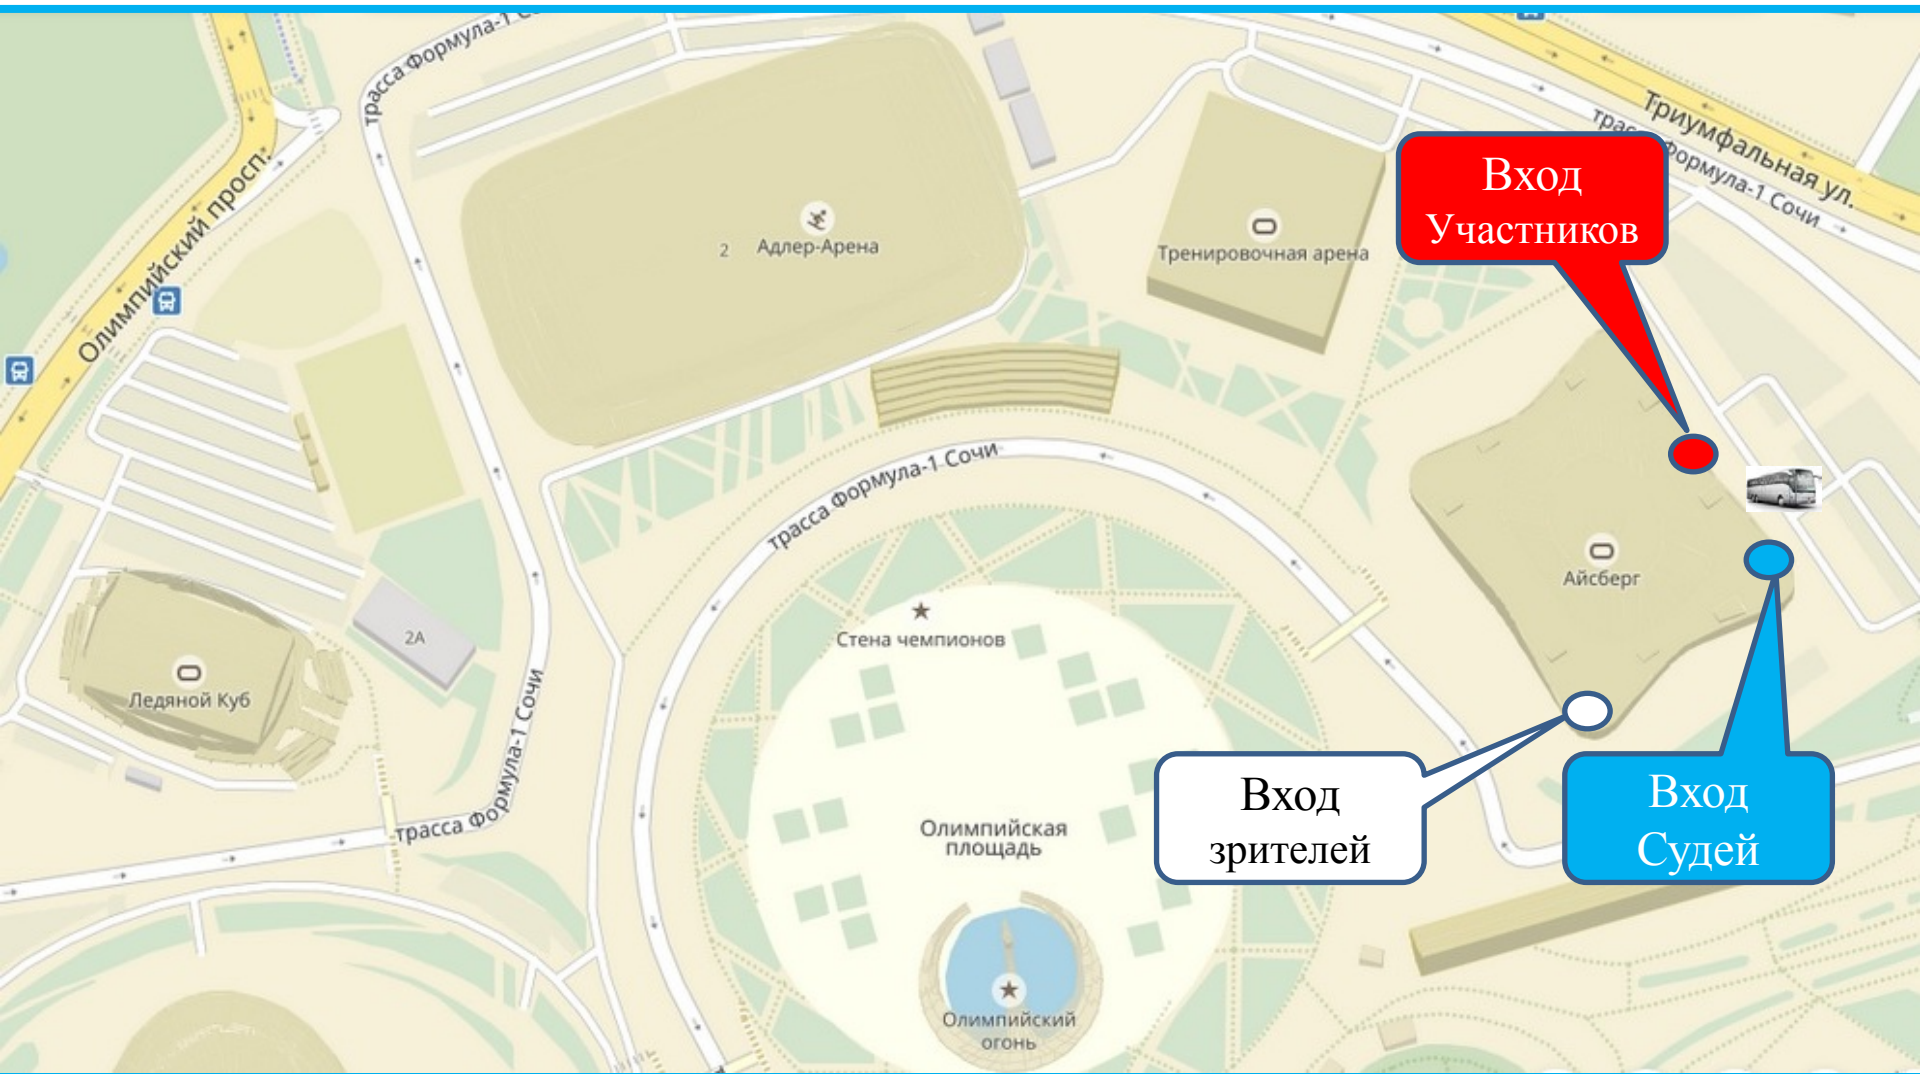 трасса Формула-1
Триумфальная ул.
трасса Формула-1 Сочи
Олимпийский просп.
Вход
Участников
2
Адлер-Арена
Тренировочная арена
трасса Формула-1 Сочи
Айсберг
Стена чемпионов
2А
Ледяной Куб
трасса Формула-1 Сочи
Вход
зрителей
Вход
Судей
Олимпийская
площадь
Олимпийский
огонь